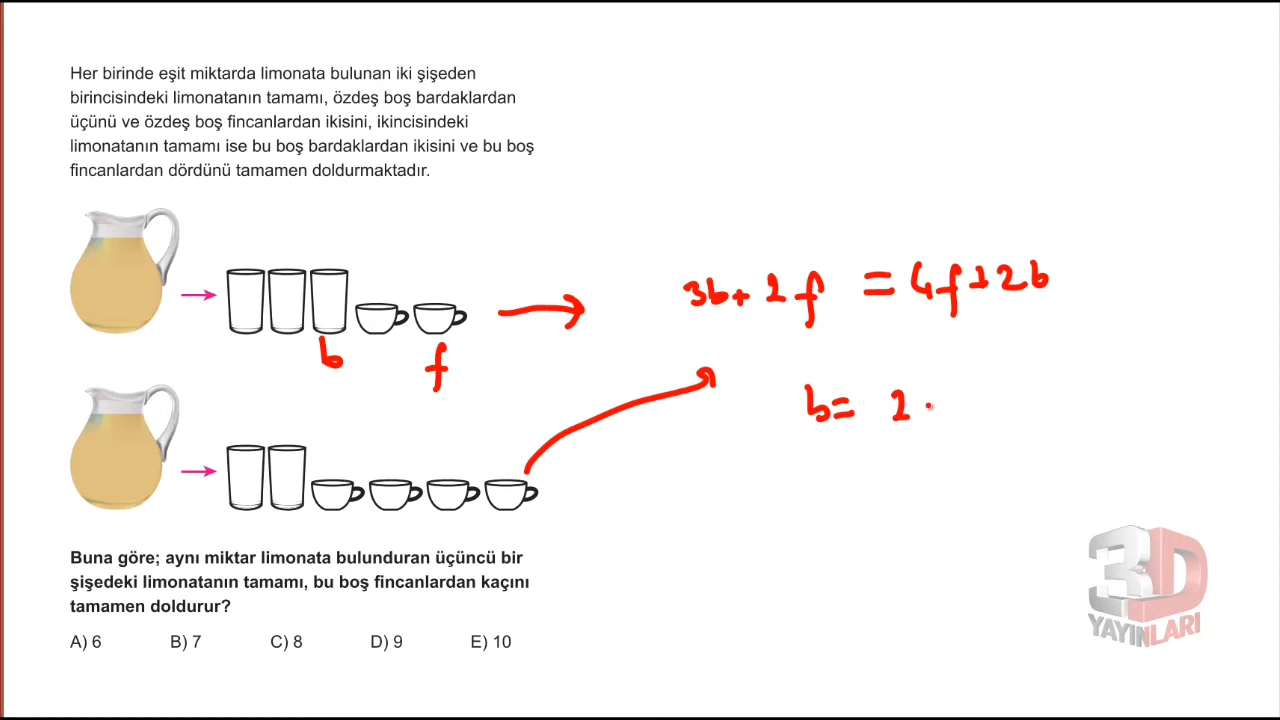 Her birinde eşit miktarda limonata bulunan iki şişeden
birincisindeki limonatanın tamamı, özdeş boş bardaklardan
üçünü ve özdeş boş fincanlardan ikisini, ikincisindeki
limonatanın tamamı ise bu boş bardaklardan ikisini ve bu boş
fincanlardan dördünü tamamen doldurmaktadır.
3b+ 2f = 4f+2b
b
f
b= 2
Buna göre; aynı miktar limonata bulunduran üçüncü bir
şişedeki limonatanın tamamı, bu boş fincanlardan kaçını
tamamen doldurur?
A) 6 B) 7 C) 8 D) 9 E) 10
3D
YAYINLARI